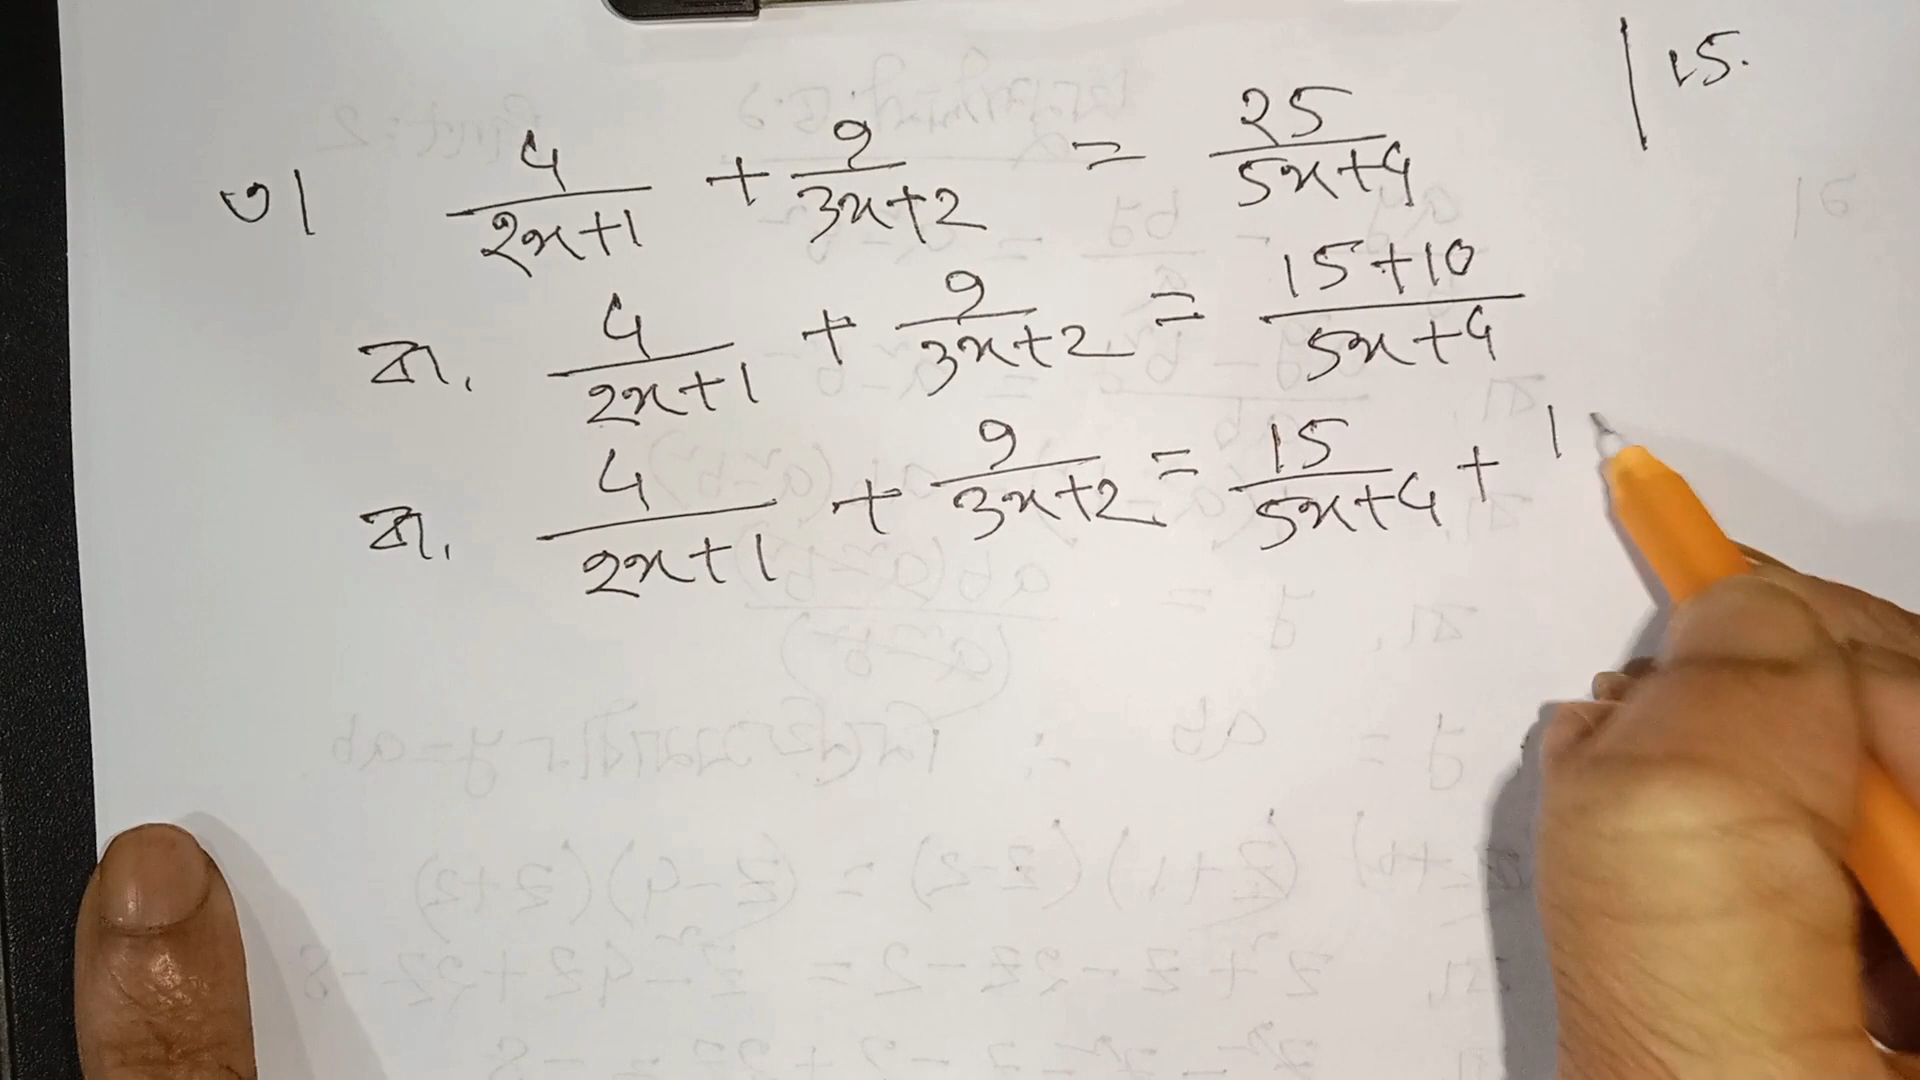 15.
৩। 4/(2x+1) + 9/(3x+2) = 25/(5x+4)
বা, 4/(2x+1) + 9/(3x+2) = (15+10)/(5x+4)
বা, 4/(2x+1) + 9/(3x+2) = 15/(5x+4) + 1